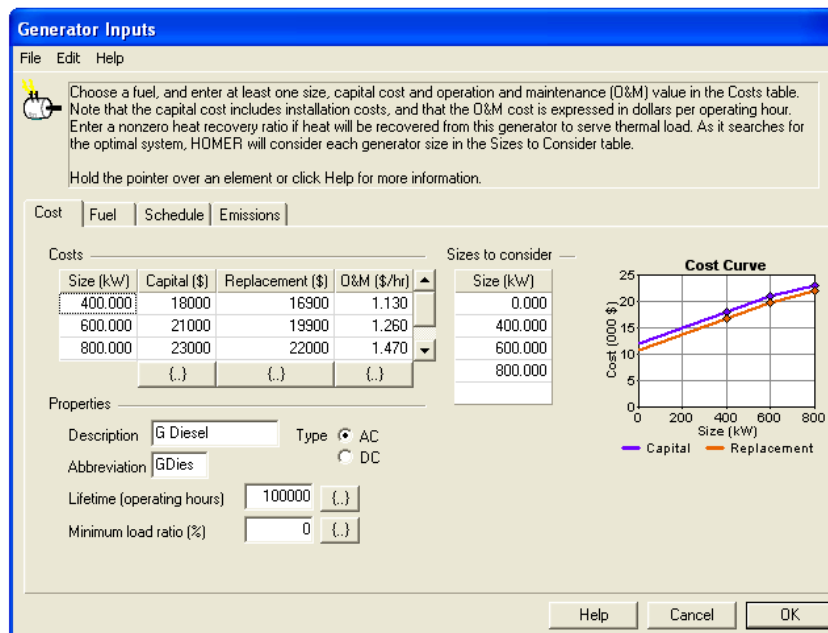 Generator Inputs
File Edit Help
Choose a fuel, and enter at least one size, capital cost and operation and maintenance (O&M) value in the Costs table.
Note that the capital cost includes installation costs, and that the O&M cost is expressed in dollars per operating hour.
Enter a nonzero heat recovery ratio if heat will be recovered from this generator to serve thermal load. As it searches for
the optimal system, HOMER will consider each generator size in the Sizes to Consider table.
Hold the pointer over an element or click Help for more information.
Cost Fuel Schedule Emissions
Costs
Size (kW) Capital ($) Replacement ($) O&M ($/hr)
400.000 18000 16900 1.130
600.000 21000 19900 1.260
800.000 23000 22000 1.470
{..} {..} {..}
Sizes to consider
Size (kW)
0.000
400.000
600.000
800.000
Cost Curve
Cost (000 $)
25
20
15
10
5
0
0 200 400 600 800
Size (kW)
Capital Replacement
Properties
Description G Diesel Type AC
DC
Abbreviation GDies
Lifetime (operating hours) 100000 {..}
Minimum load ratio (%) 0 {..}
Help Cancel OK